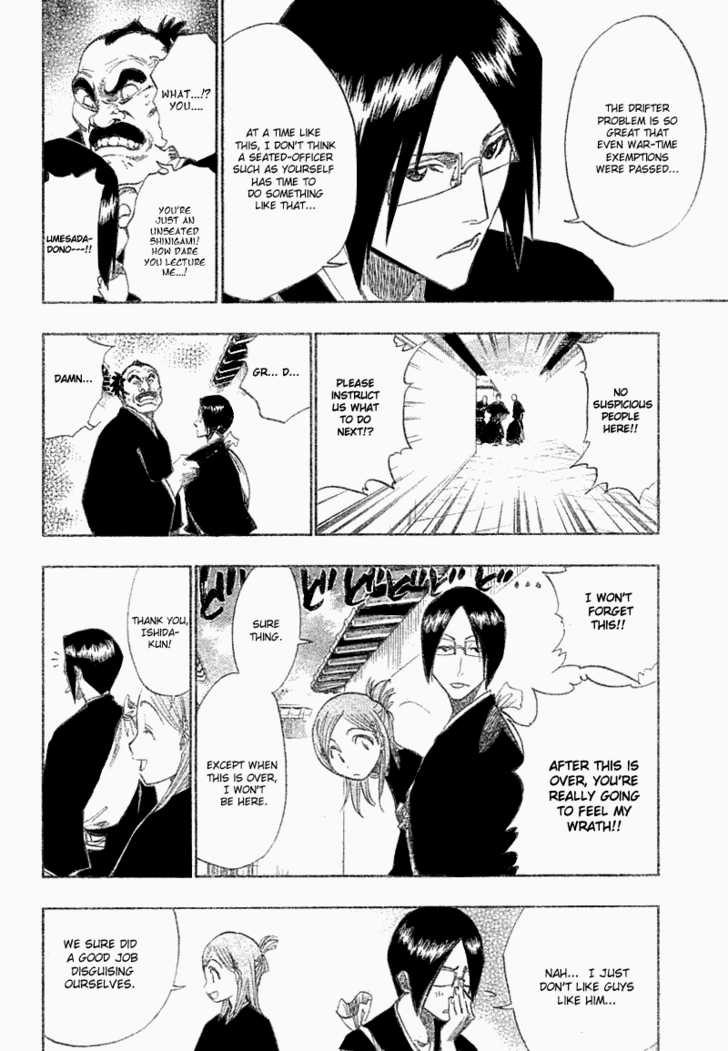 THE DRIFTER
PROBLEM IS SO
GREAT THAT
EVEN WAR-TIME
EXEMPTIONS
WERE PASSED...
AT A TIME LIKE
THIS, I DON'T THINK
A SEATED-OFFICER
SUCH AS YOURSELF
HAS TIME TO
DO SOMETHING
LIKE THAT...
WHAT...!?
YOU....
YOU'RE
JUST AN
UNSEATED
SHINIGAMI!
HOW DARE
YOU LECTURE
ME...!
UMESADA-
DONO---!!
NO
SUSPICIOUS
PEOPLE
HERE!!
PLEASE
INSTRUCT
US WHAT
TO DO
NEXT!?
GR... D...
DAMN...
I WON'T
FORGET
THIS!!
...
ビビビビビ
AFTER THIS IS
OVER, YOU'RE
REALLY GOING
TO FEEL MY
WRATH!!
SURE
THING.
EXCEPT WHEN
THIS IS OVER,
I WON'T
BE HERE.
THANK YOU,
ISHIDA-
KUN!
NAH... I JUST
DON'T LIKE GUYS
LIKE HIM...
WE SURE DID
A GOOD JOB
DISGUISING
OURSELVES.